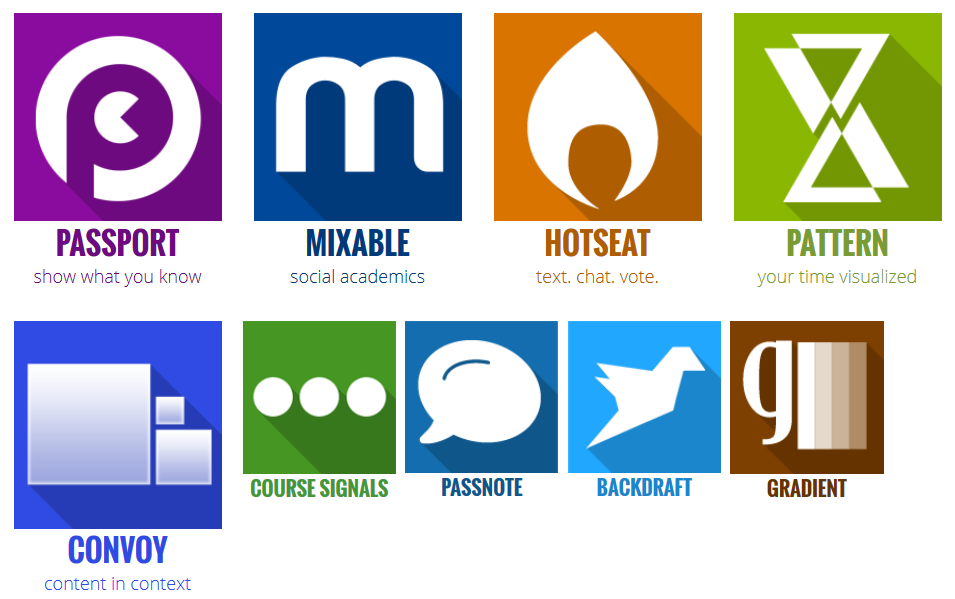 PASSPORT
show what you know
MIXABLE
social academics
HOTSEAT
text. chat. vote.
PATTERN
your time visualized
CONVOY
content in context
COURSE SIGNALS
PASSNOTE
BACKDRAFT
g
GRADIENT